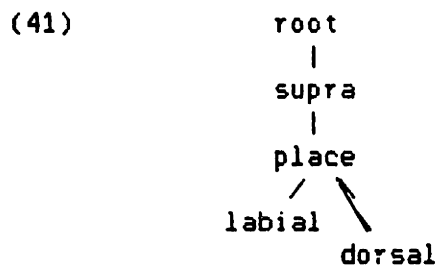 (41) root
supra
place
labial
dorsal